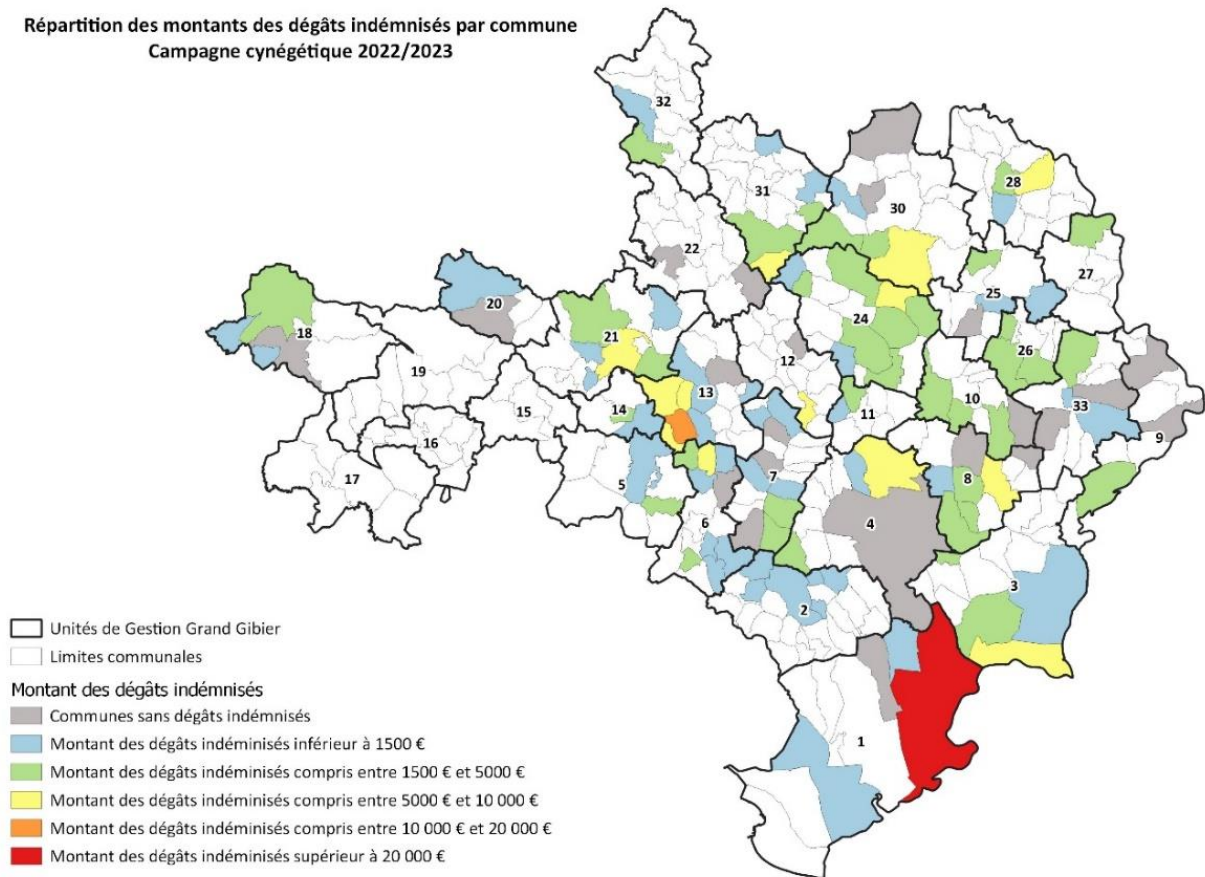 Répartition des montants des dégâts indémnisés par commune
Campagne cynégétique 2022/2023
32
31
30
28
22
27
25
20
18
24
21
26
12
19
13
10
33
14
11
15
16
9
17
5
7
8
4
6
3
2
1
Unités de Gestion Grand Gibier
Limites communales
Montant des dégâts indémnisés
Communes sans dégâts indémnisés
Montant des dégâts indéminisés inférieur à 1500 €
Montant des dégâts indéminisés compris entre 1500 € et 5000 €
Montant des dégâts indéminisés compris entre 5000 € et 10 000 €
Montant des dégâts indéminisés compris entre 10 000 € et 20 000 €
Montant des dégâts indéminisés supérieur à 20 000 €